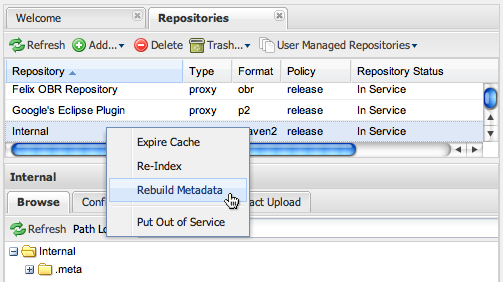 Welcome Repositories
Refresh Add... Delete Trash... User Managed Repositories
Repository Type Format Policy Repository Status
Felix OBR Repository proxy obr release In Service
Google's Eclipse Plugin proxy p2 release In Service
Internal aven2 release In Service
Expire Cache
Re-Index
Rebuild Metadata
Put Out of Service
Internal
Browse Conf act Upload
Refresh Path Lo
Internal
.meta